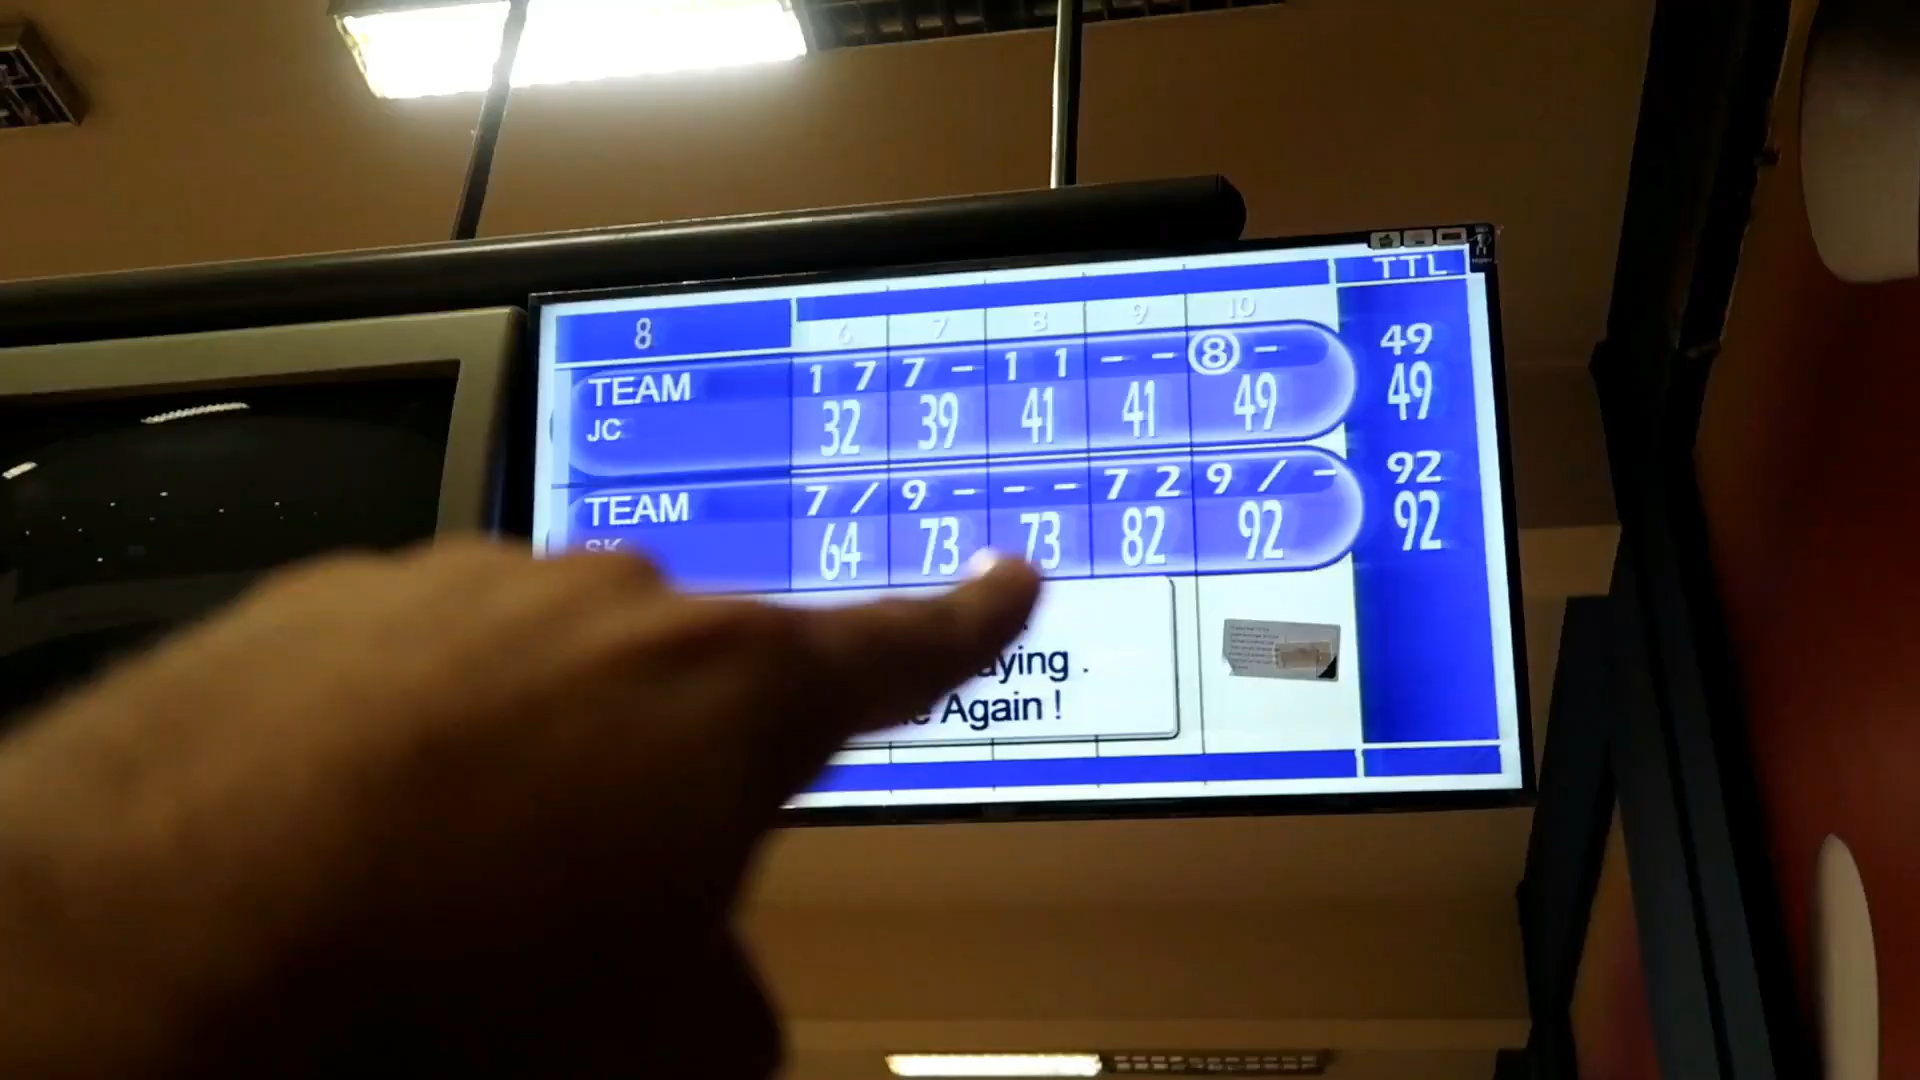 TTL
8 6 7 8 9 10
TEAM 1 7 7 - 1 1 - - 8 - 49
JC 32 39 41 41 49 49
TEAM 7 / 9 - - - 7 2 9 / - 92
SK 64 73 73 82 92 92
Again !